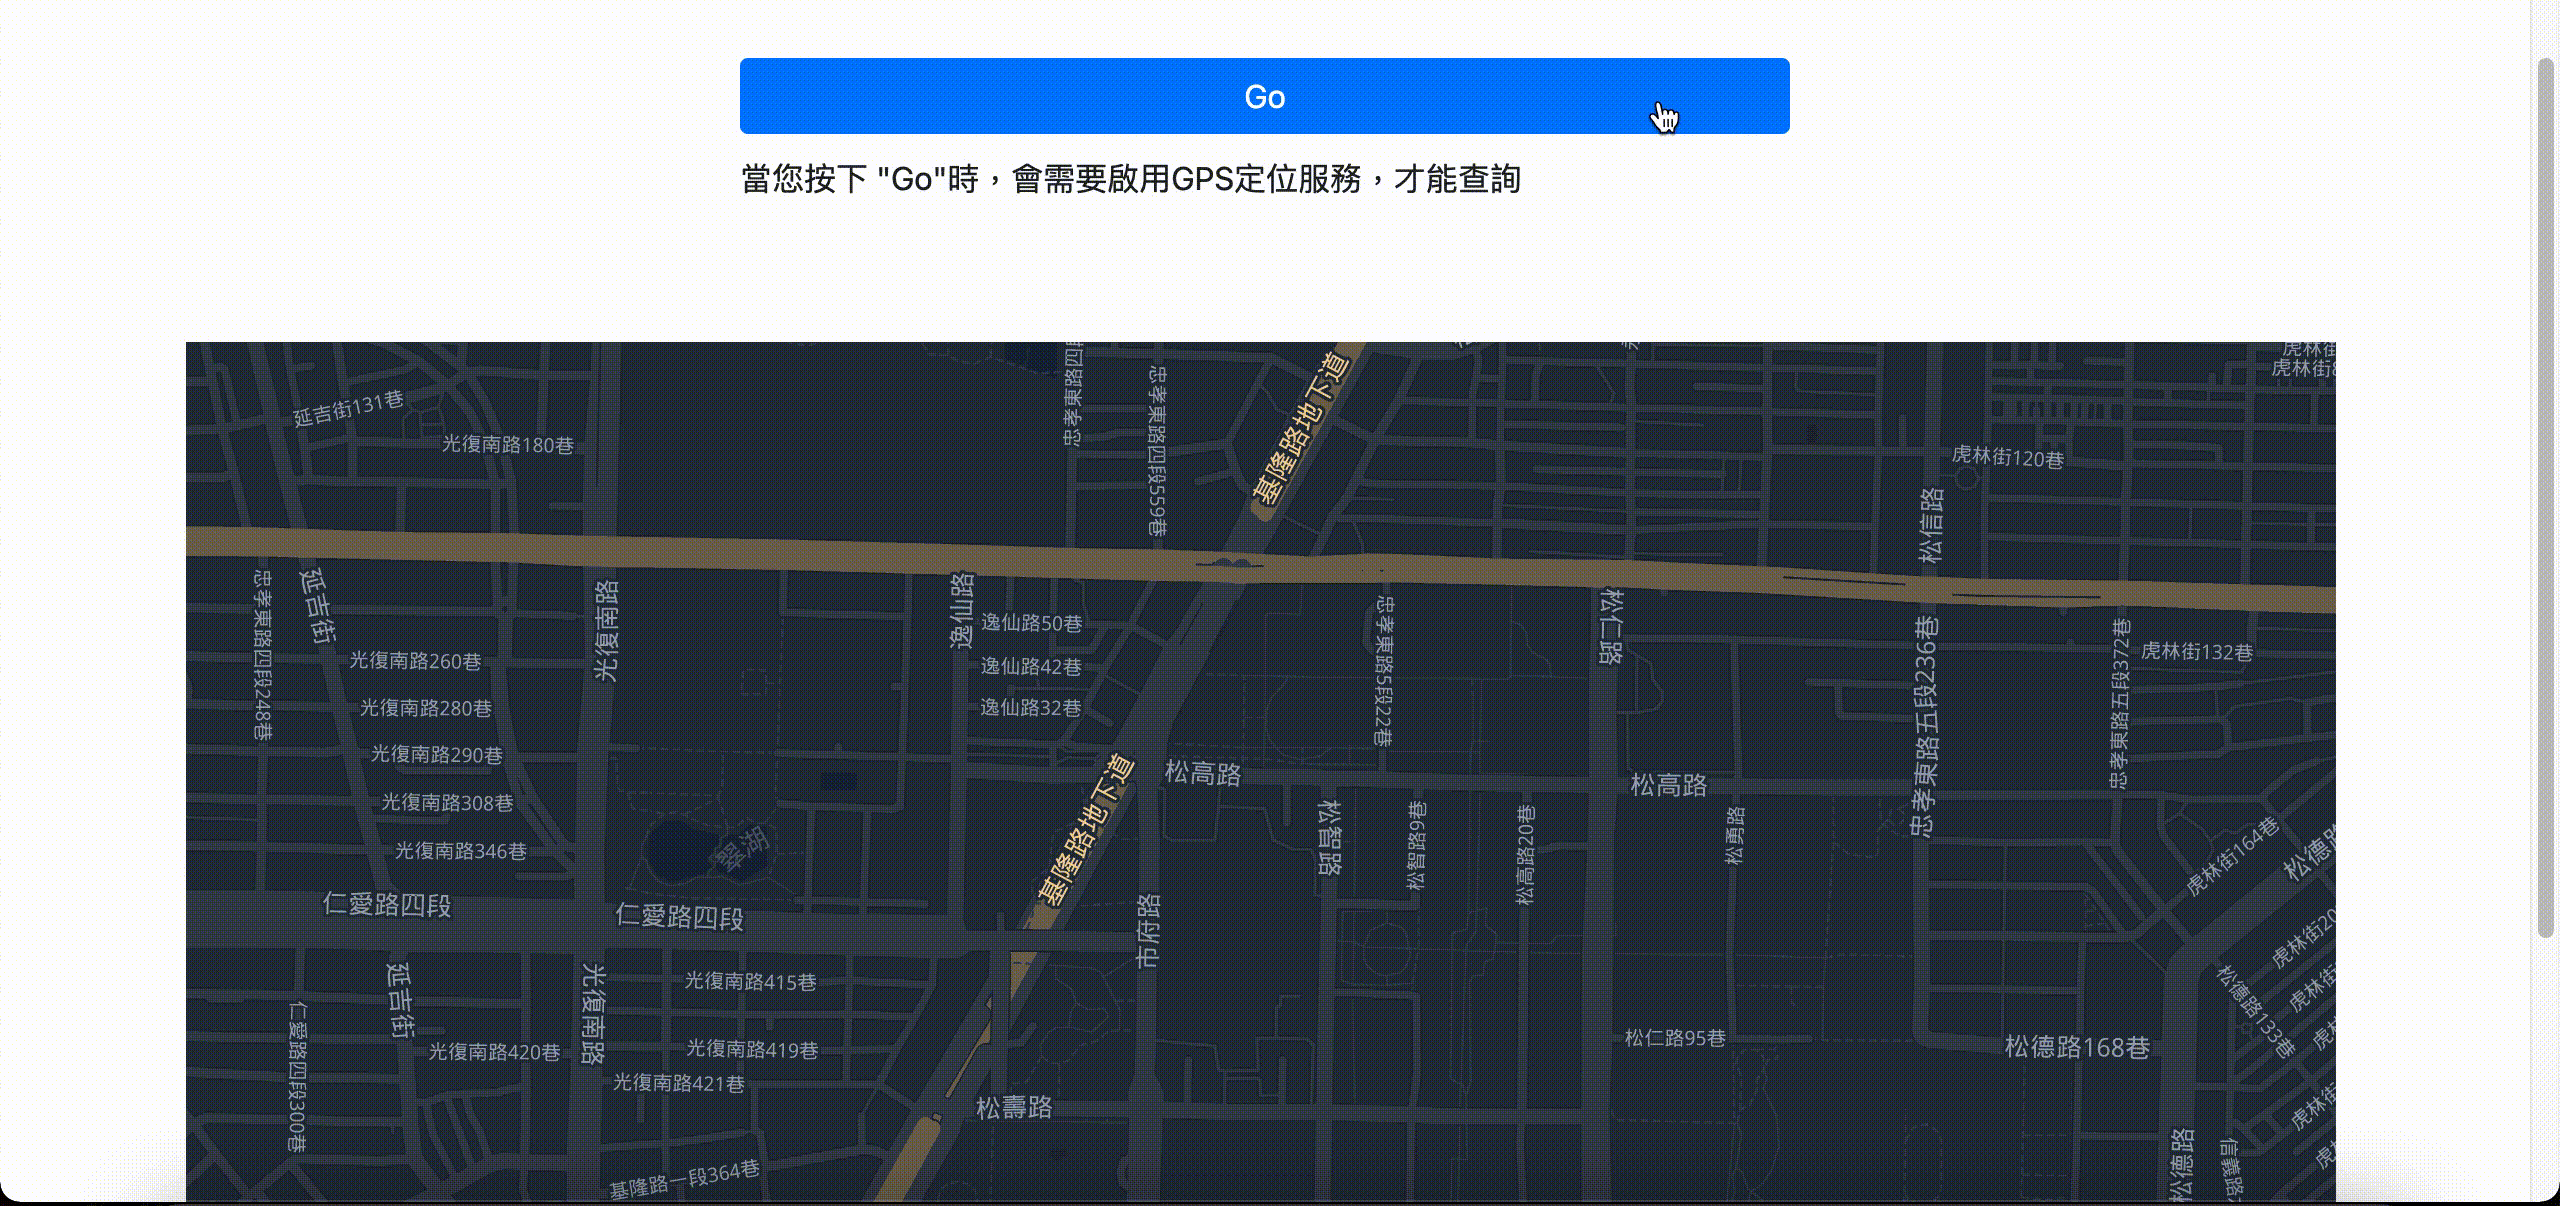 Go
當您按下 "Go"時，會需要啟用GPS定位服務，才能查詢
虎林街
忠孝東路四
忠孝東路四段559巷
基隆路地下道
延吉街131巷
光復南路180巷
虎林街120巷
松信路
忠孝東路四段248巷
延吉街
光復南路
逸仙路
逸仙路50巷
忠孝東路5段22巷
松仁路
忠孝東路五段236巷
忠孝東路五段372巷
虎林街132巷
光復南路260巷
逸仙路42巷
光復南路280巷
逸仙路32巷
光復南路290巷
基隆路地下道
松高路
松高路
光復南路308巷
松智路
松智路9巷
松高路20巷
松勇路
虎林街164巷
松德路
光復南路346巷
翠湖
仁愛路四段
仁愛路四段
市府路
虎林街20
延吉街
光復南路
光復南路415巷
松德路133巷
虎林街
仁愛路四段300巷
光復南路420巷
光復南路419巷
松仁路95巷
松德路168巷
光復南路421巷
松壽路
虎林街
基隆路一段364巷
松德路
信義路